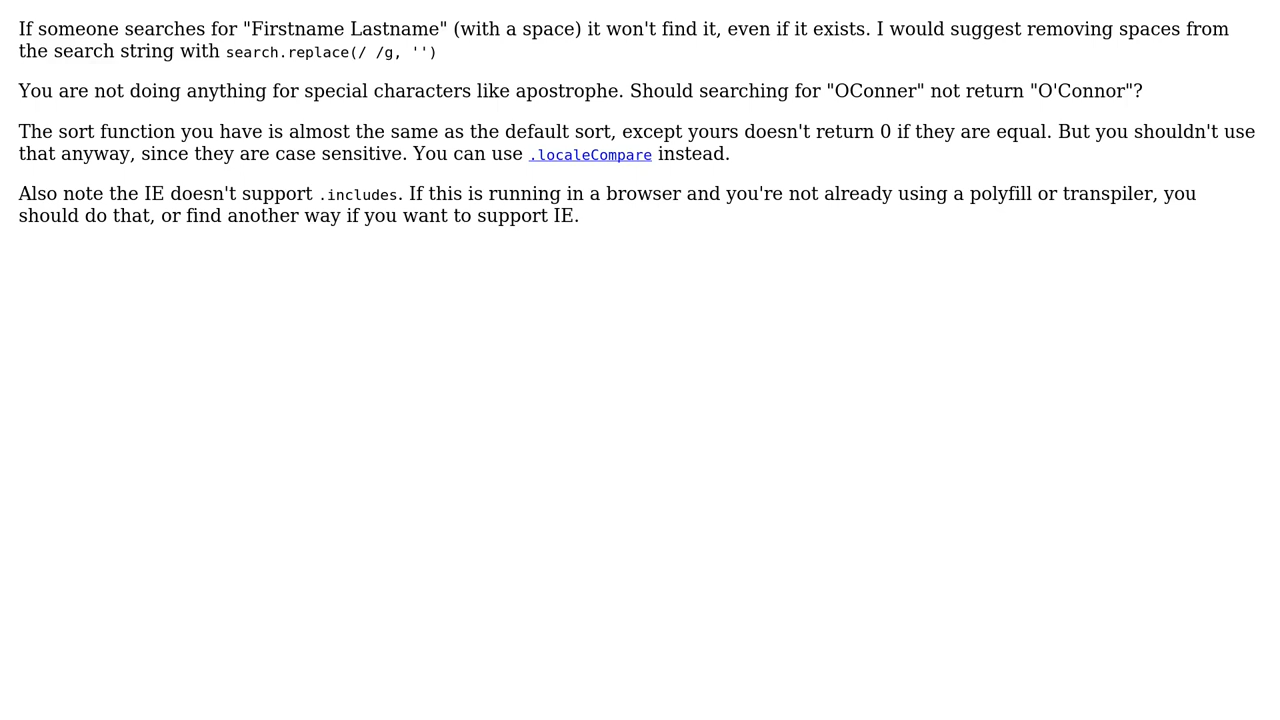 If someone searches for "Firstname Lastname" (with a space) it won't find it, even if it exists. I would suggest removing spaces from
the search string with search.replace(/ /g, '')
You are not doing anything for special characters like apostrophe. Should searching for "OConner" not return "O'Connor"?
The sort function you have is almost the same as the default sort, except yours doesn't return 0 if they are equal. But you shouldn't use
that anyway, since they are case sensitive. You can use .localeCompare instead.
Also note the IE doesn't support .includes. If this is running in a browser and you're not already using a polyfill or transpiler, you
should do that, or find another way if you want to support IE.